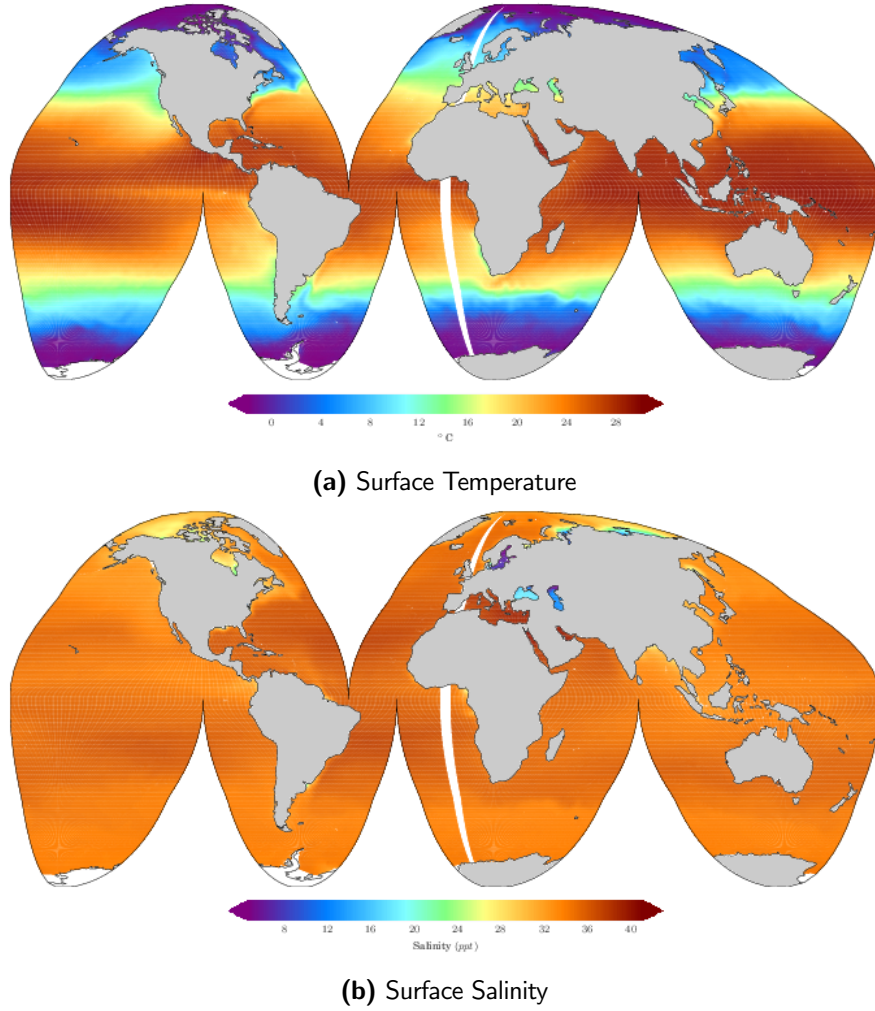 0 4 8 12 16 20 24 28
° C
(a) Surface Temperature
8 12 16 20 24 28 32 36 40
Salinity (ppt)
(b) Surface Salinity